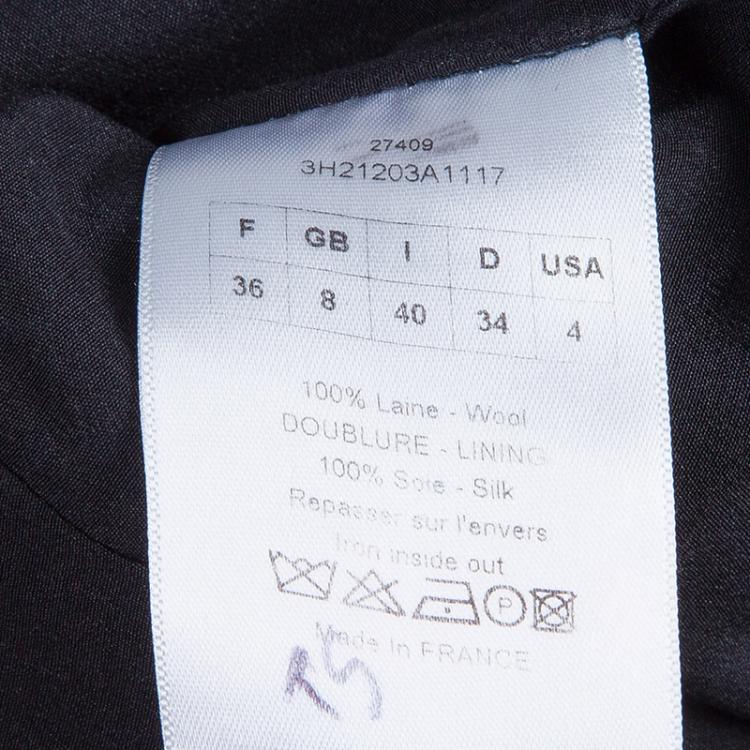 27409
3H21203A1117
F GB I D USA
36 8 40 34 4
100% Laine - Wool
DOUBLURE - LINING
100% Soie - Silk
Repasser sur l'envers
Iron inside out
P
Made In FRANCE